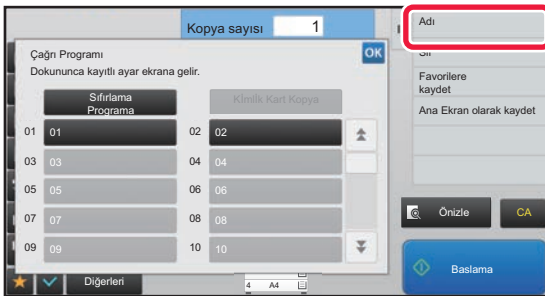 Kopya sayısı 1
Adı
Çağrı Programı
OK
Sil
Dokununca kayıtlı ayar ekrana gelir.
Favorilere
kaydet
Sıfırlama
Programa
Kimlik Kart Kopya
Ana Ekran olarak kaydet
01 01
02 02
03 03
04 04
05 05
06 06
07 07
08 08
09 09
10 10
Önizle
CA
Diğerleri
4 A4
Baslama